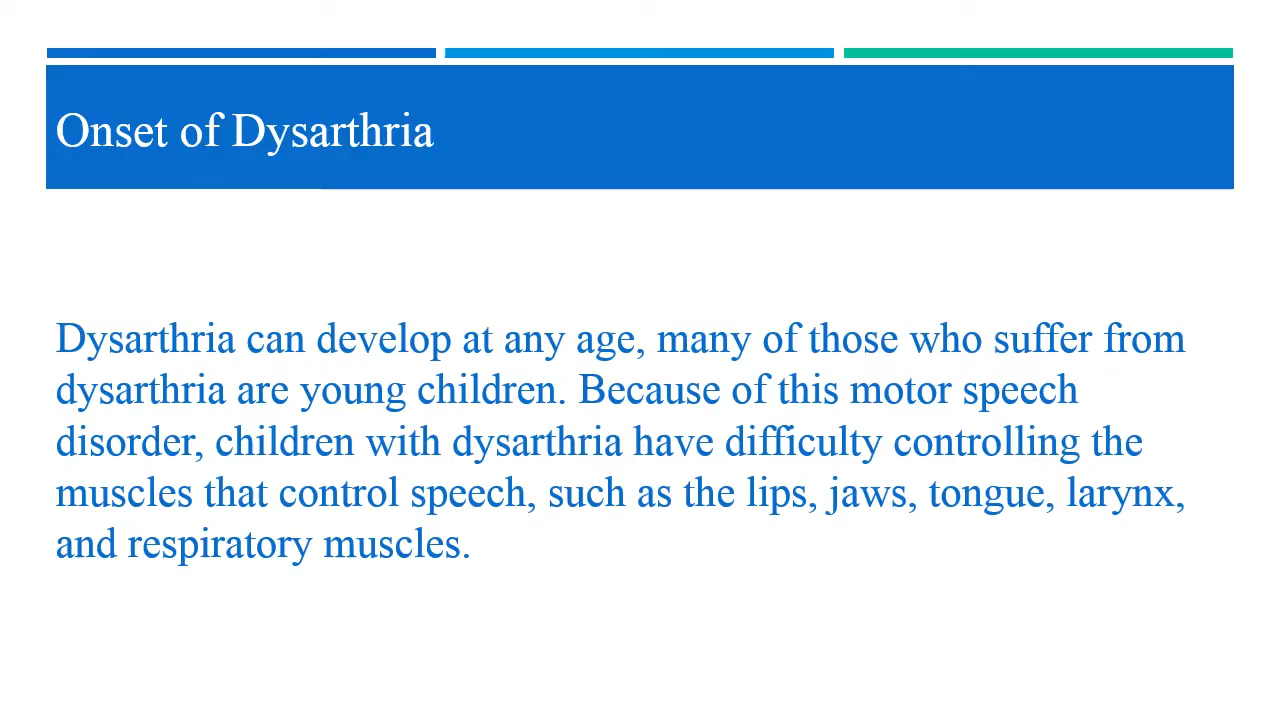 Onset of Dysarthria
Dysarthria can develop at any age, many of those who suffer from
dysarthria are young children. Because of this motor speech
disorder, children with dysarthria have difficulty controlling the
muscles that control speech, such as the lips, jaws, tongue, larynx,
and respiratory muscles.